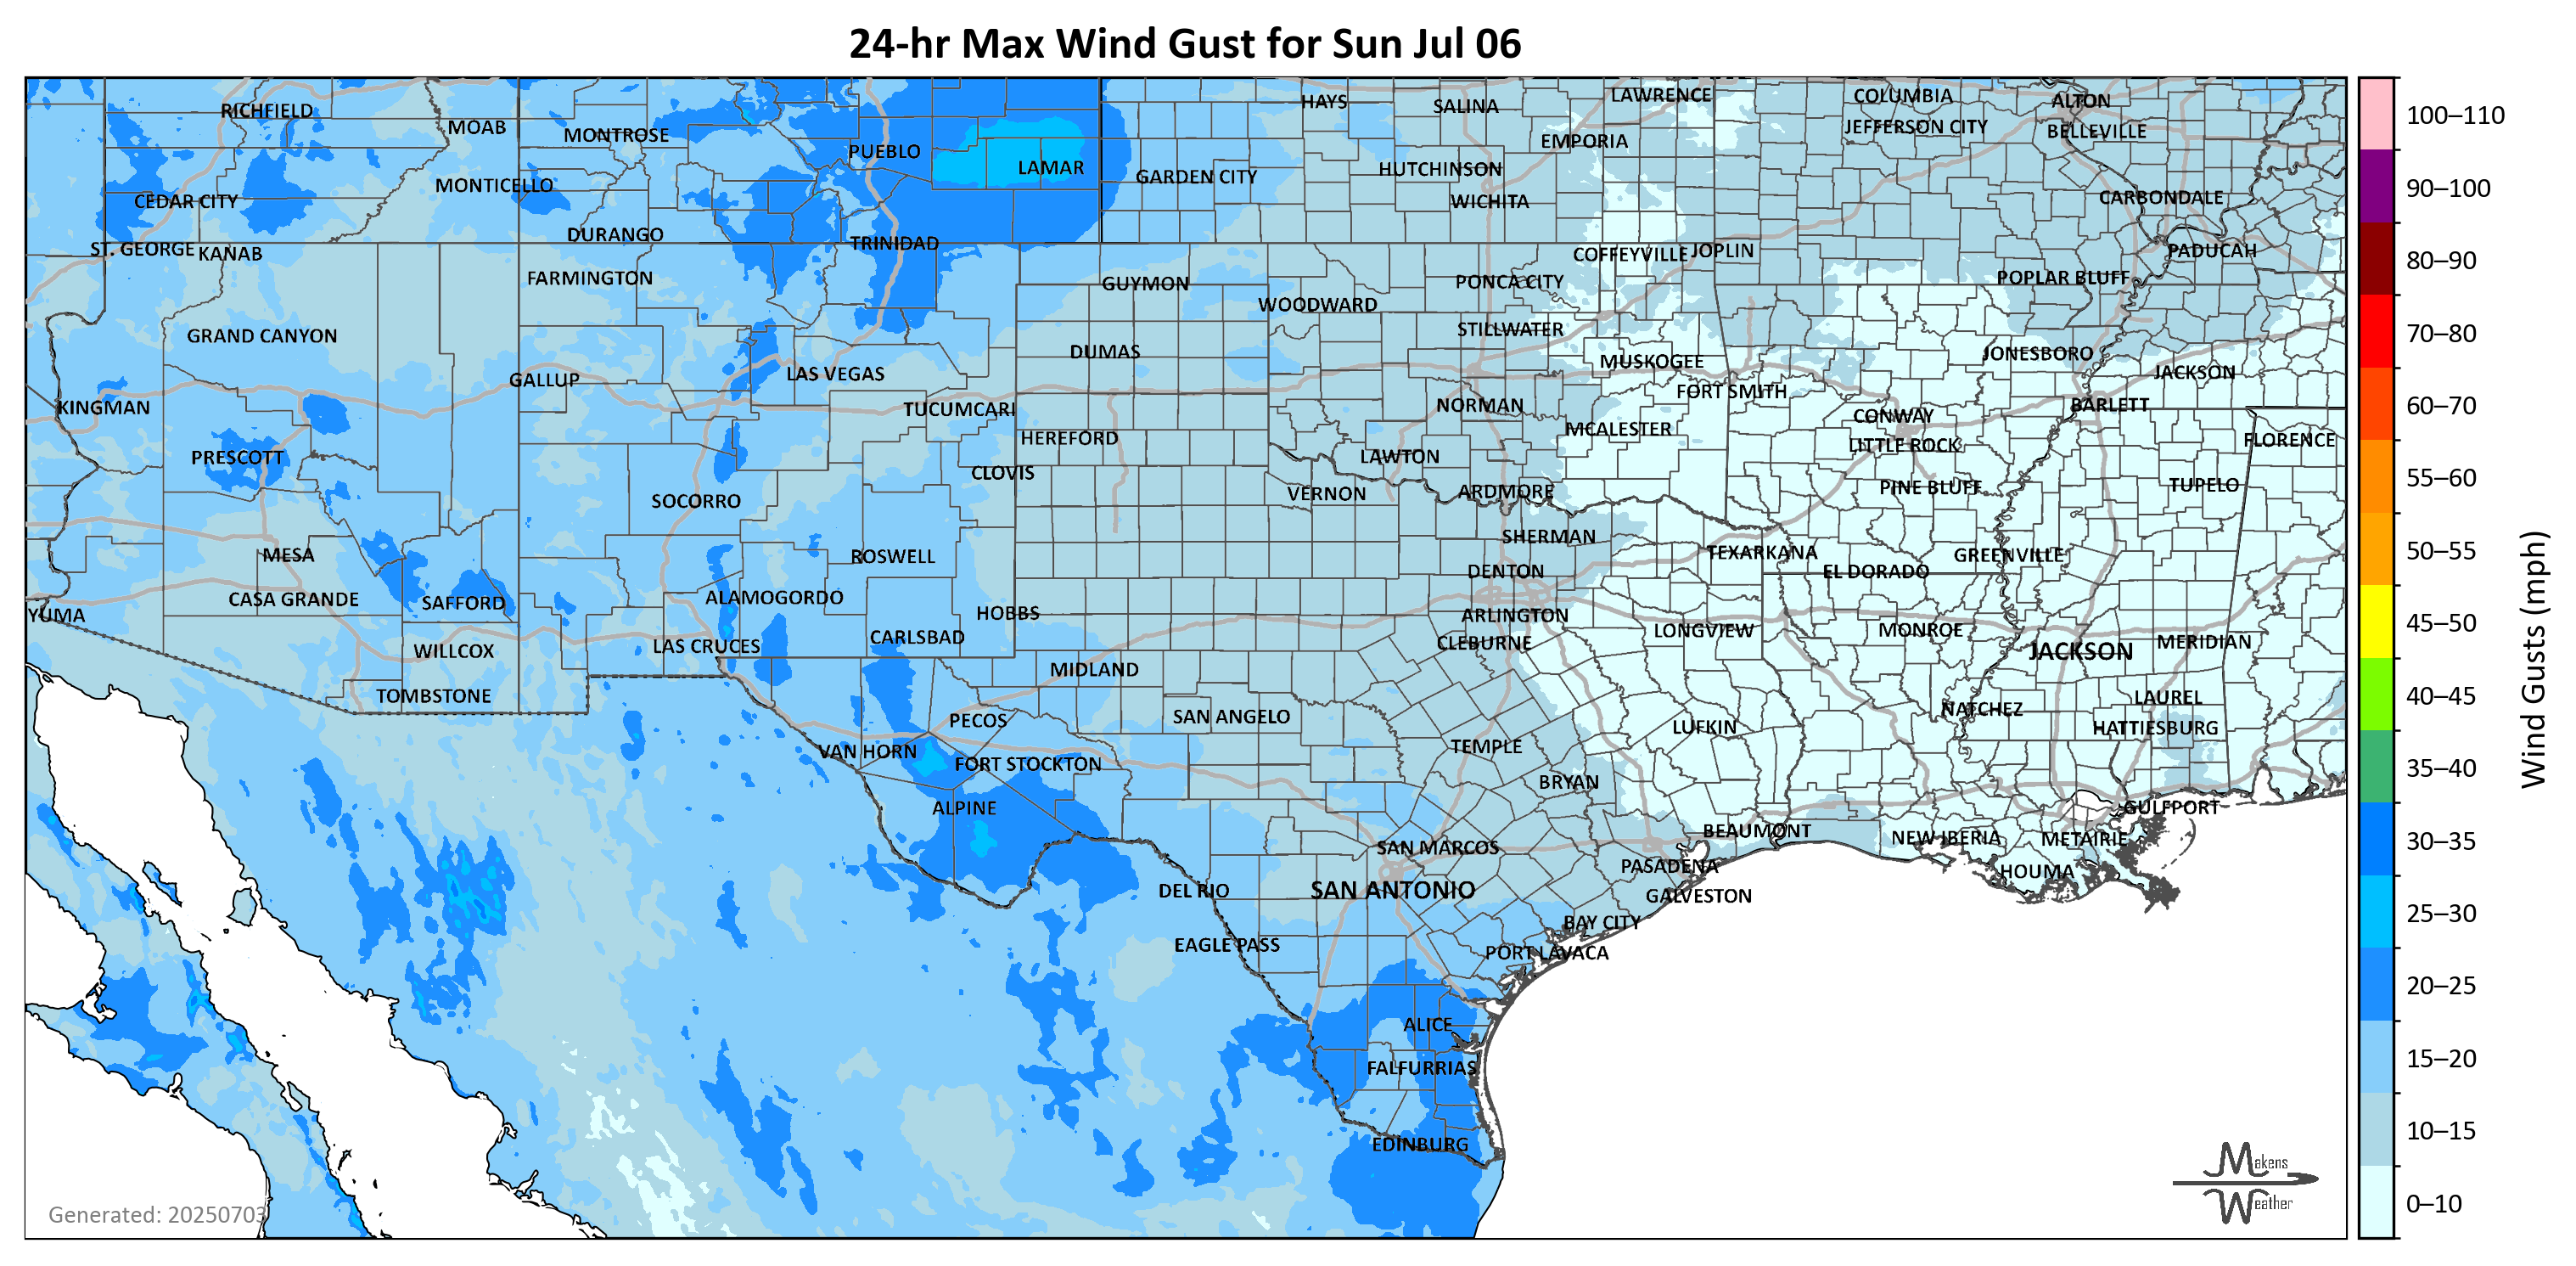 24-hr Max Wind Gust for Sun Jul 06
RICHFIELD
MOAB
MONTROSE
PUEBLO
LAMAR
HAYS
SALINA
LAWRENCE
COLUMBIA
ALTON
JEFFERSON CITY
BELLEVILLE
EMPORIA
GARDEN CITY
HUTCHINSON
MONTICELLO
CEDAR CITY
WICHITA
CARBONDALE
DURANGO
TRINIDAD
ST. GEORGE
KANAB
COFFEYVILLE
JOPLIN
PADUCAH
FARMINGTON
GUYMON
PONCA CITY
POPLAR BLUFF
WOODWARD
GRAND CANYON
STILLWATER
DUMAS
MUSKOGEE
JONESBORO
GALLUP
LAS VEGAS
FORT SMITH
JACKSON
KINGMAN
TUCUMCARI
NORMAN
CONWAY
BARLETT
HEREFORD
MCALESTER
LITTLE ROCK
FLORENCE
PRESCOTT
CLOVIS
LAWTON
SOCORRO
VERNON
ARDMORE
PINE BLUFF
TUPELO
MESA
ROSWELL
SHERMAN
TEXARKANA
GREENVILLE
DENTON
EL DORADO
CASA GRANDE
SAFFORD
ALAMOGORDO
YUMA
HOBBS
ARLINGTON
WILLCOX
LAS CRUCES
CARLSBAD
CLEBURNE
LONGVIEW
MONROE
JACKSON
MERIDIAN
MIDLAND
TOMBSTONE
LAUREL
PECOS
SAN ANGELO
NATCHEZ
HATTIESBURG
LUFKIN
VAN HORN
FORT STOCKTON
TEMPLE
BRYAN
ALPINE
GULFPORT
BEAUMONT
NEW IBERIA
METAIRIE
SAN MARCOS
PASADENA
HOUMA
DEL RIO
SAN ANTONIO
GALVESTON
BAY CITY
EAGLE PASS
PORT LAVACA
ALICE
FALFURRIAS
EDINBURG
Generated: 20250703
Makens
Weather
100–110
90–100
80–90
70–80
60–70
55–60
50–55
45–50
40–45
35–40
30–35
25–30
20–25
15–20
10–15
0–10
Wind Gusts (mph)